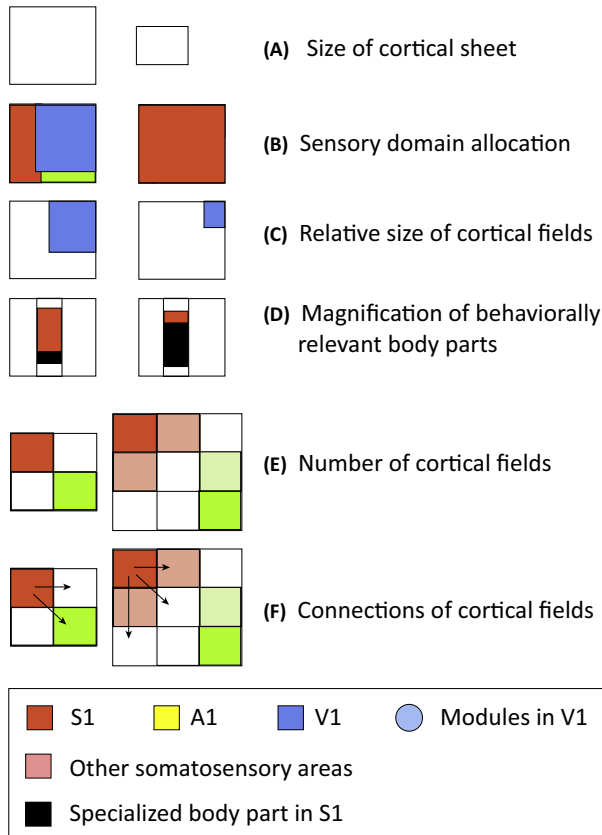 (A) Size of cortical sheet
(B) Sensory domain allocation
(C) Relative size of cortical fields
(D) Magnification of behaviorally
relevant body parts
(E) Number of cortical fields
(F) Connections of cortical fields
S1 A1 V1 Modules in V1
Other somatosensory areas
Specialized body part in S1